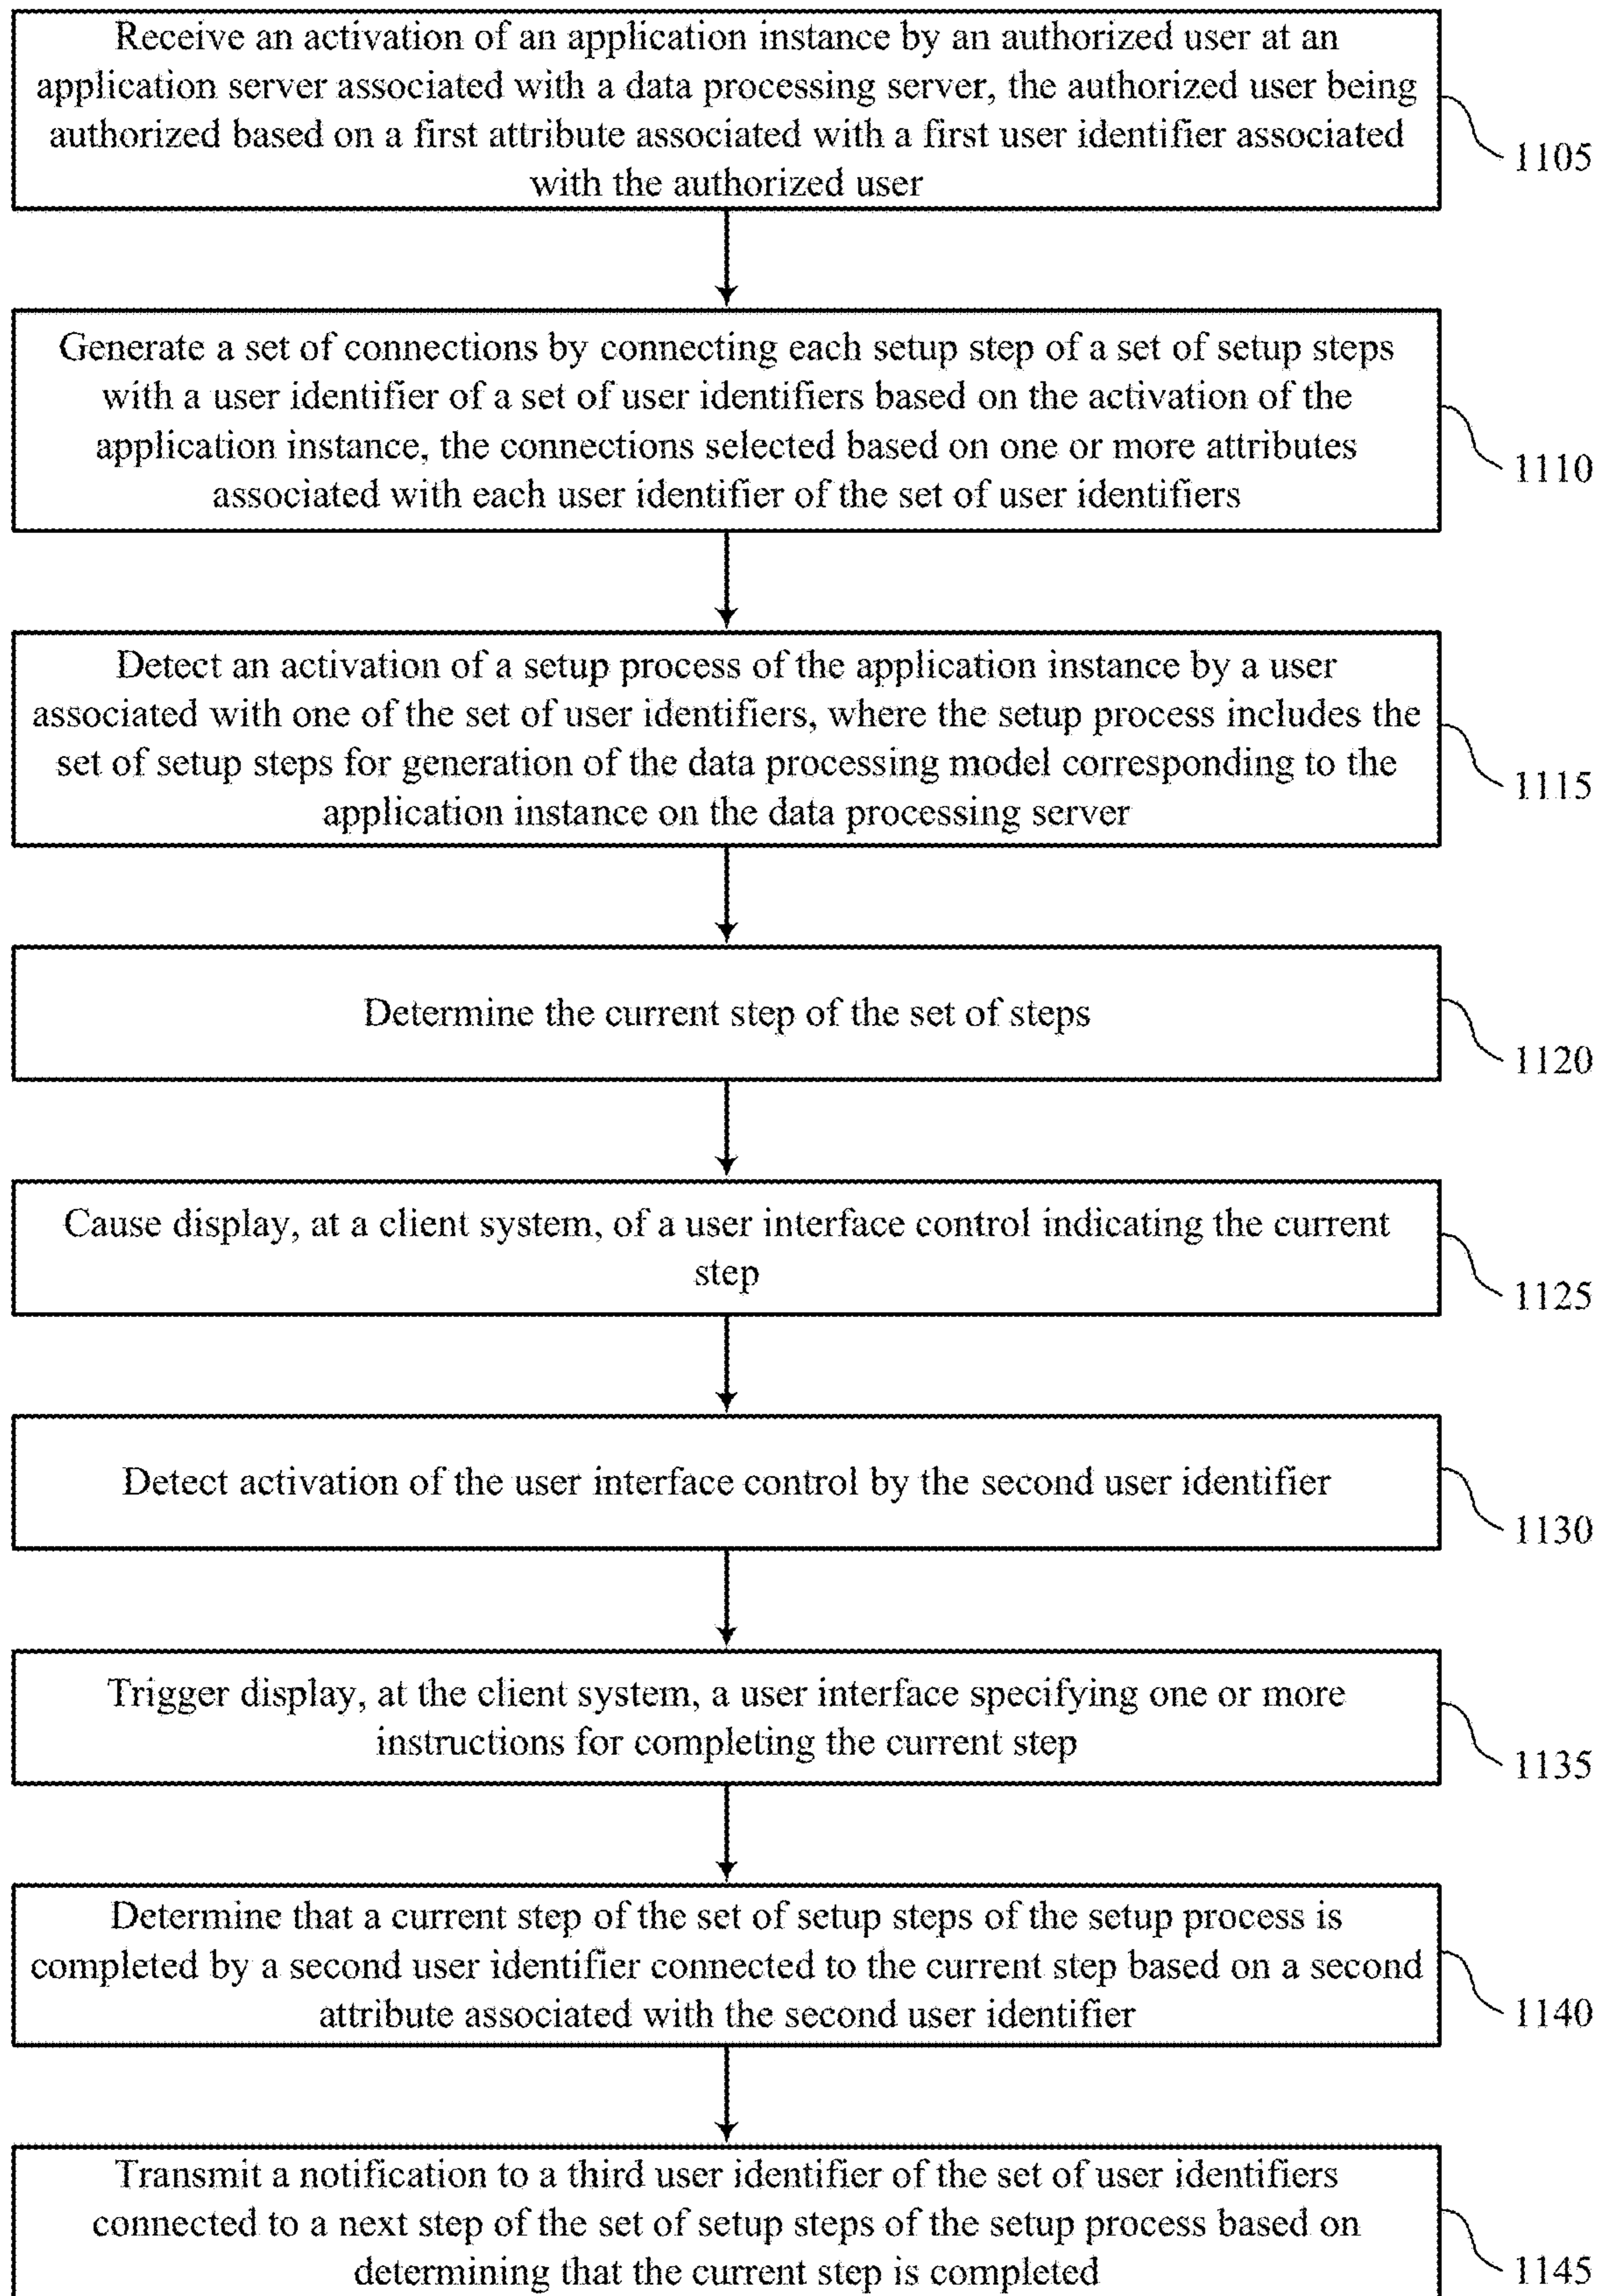 Receive an activation of an application instance by an authorized user at an
application server associated with a data processing server, the authorized user being
authorized based on a first attribute associated with a first user identifier associated
with the authorized user
1105
Generate a set of connections by connecting each setup step of a set of setup steps
with a user identifier of a set of user identifiers based on the activation of the
application instance, the connections selected based on one or more attributes
associated with each user identifier of the set of user identifiers
1110
Detect an activation of a setup process of the application instance by a user
associated with one of the set of user identifiers, where the setup process includes the
set of setup steps for generation of the data processing model corresponding to the
application instance on the data processing server
1115
Determine the current step of the set of steps
1120
Cause display, at a client system, of a user interface control indicating the current
step
1125
Detect activation of the user interface control by the second user identifier
1130
Trigger display, at the client system, a user interface specifying one or more
instructions for completing the current step
1135
Determine that a current step of the set of setup steps of the setup process is
completed by a second user identifier connected to the current step based on a second
attribute associated with the second user identifier
1140
Transmit a notification to a third user identifier of the set of user identifiers
connected to a next step of the set of setup steps of the setup process based on
determining that the current step is completed
1145